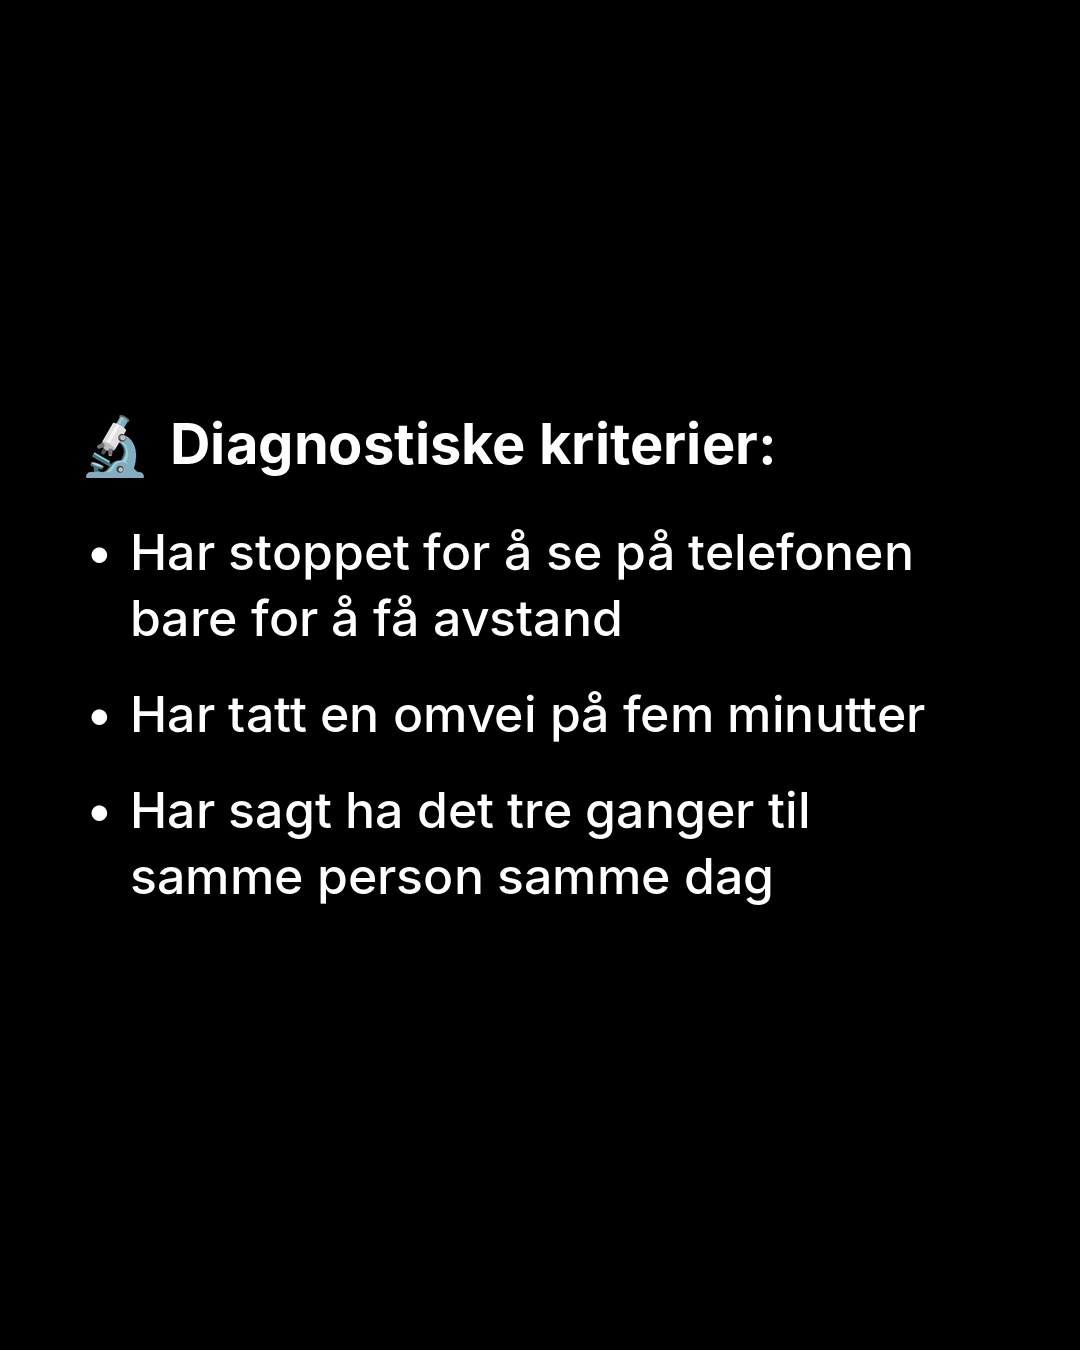 🔬 Diagnostiske kriterier:
• Har stoppet for å se på telefonen
bare for å få avstand
• Har tatt en omvei på fem minutter
• Har sagt ha det tre ganger til
samme person samme dag